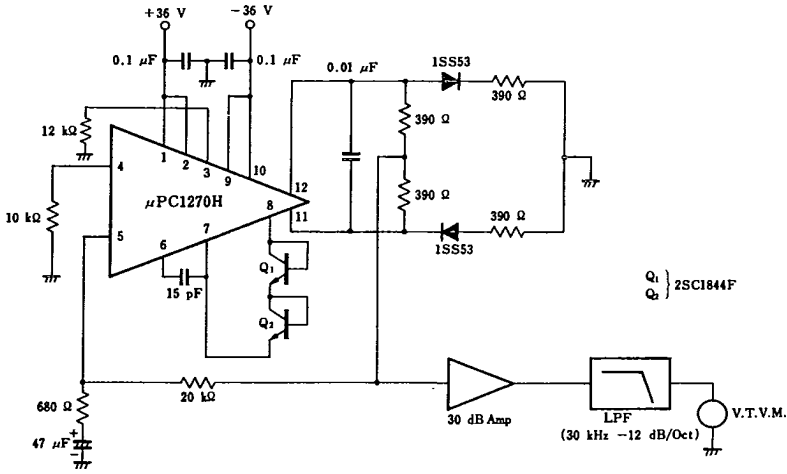 +36 V
−36 V
0.1 μF
0.1 μF
0.01 μF
1SS53
390 Ω
12 kΩ
390 Ω
4
1
2
3
9
10
μPC1270H
12
11
390 Ω
10 kΩ
5
6
7
8
390 Ω
1SS53
15 pF
Q₁
Q₂
Q₁
Q₂
2SC1844F
20 kΩ
680 Ω
47 μF
+
−
30 dB Amp
LPF
(30 kHz −12 dB/Oct)
V.T.V.M.